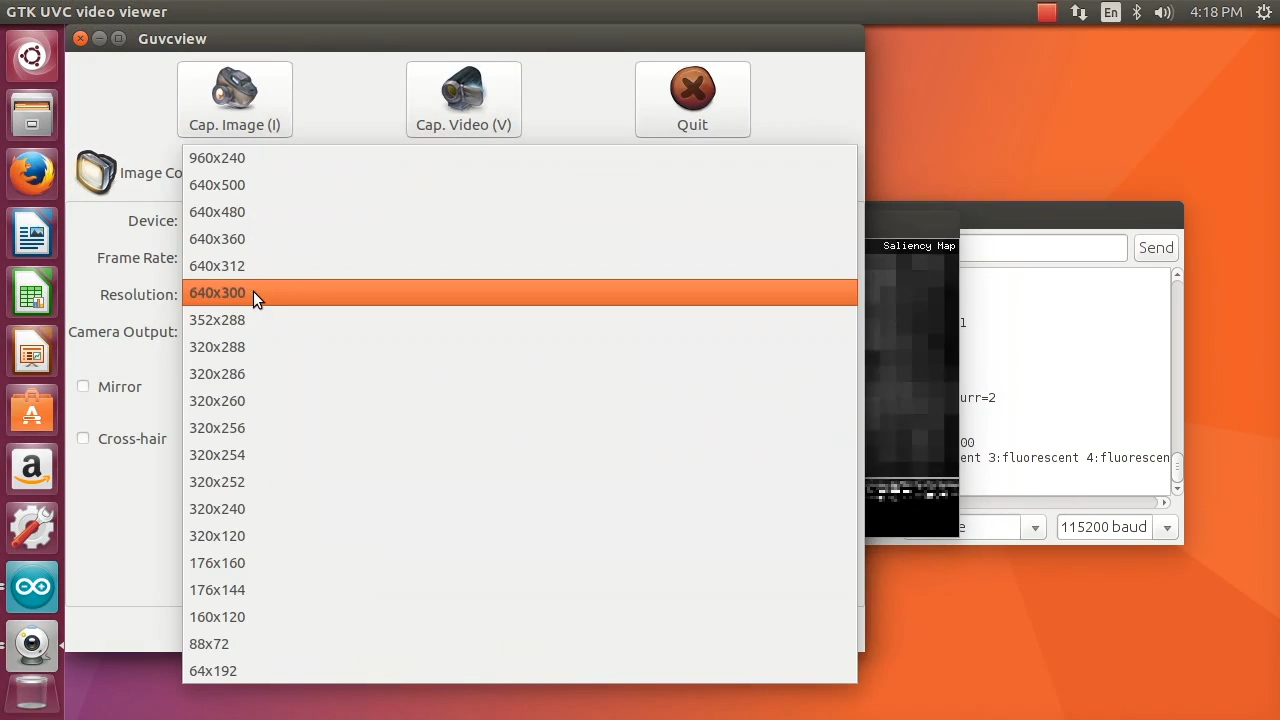 GTK UVC video viewer
En
4:18 PM
Guvcview
Cap. Image (I)
Cap. Video (V)
Quit
Image Co
Device:
Frame Rate:
Resolution:
Camera Output:
Mirror
Cross-hair
960x240
640x500
640x480
640x360
640x312
640x300
352x288
320x288
320x286
320x260
320x256
320x254
320x252
320x240
320x120
176x160
176x144
160x120
88x72
64x192
Saliency Map
Send
1
urr=2
00
ent 3:fluorescent 4:fluorescen
e
115200 baud